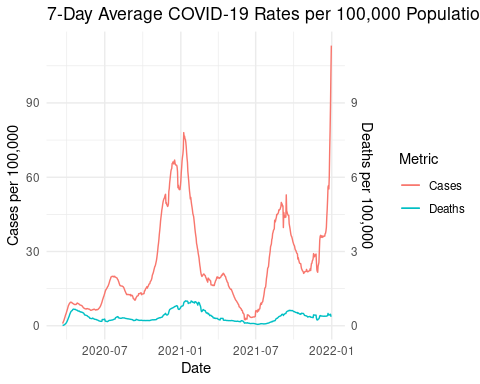 7-Day Average COVID-19 Rates per 100,000 Populatio
Cases per 100,000
90
60
30
0
9
6
3
0
Deaths per 100,000
2020-07
2021-01
2021-07
2022-01
Date
Metric
Cases
Deaths